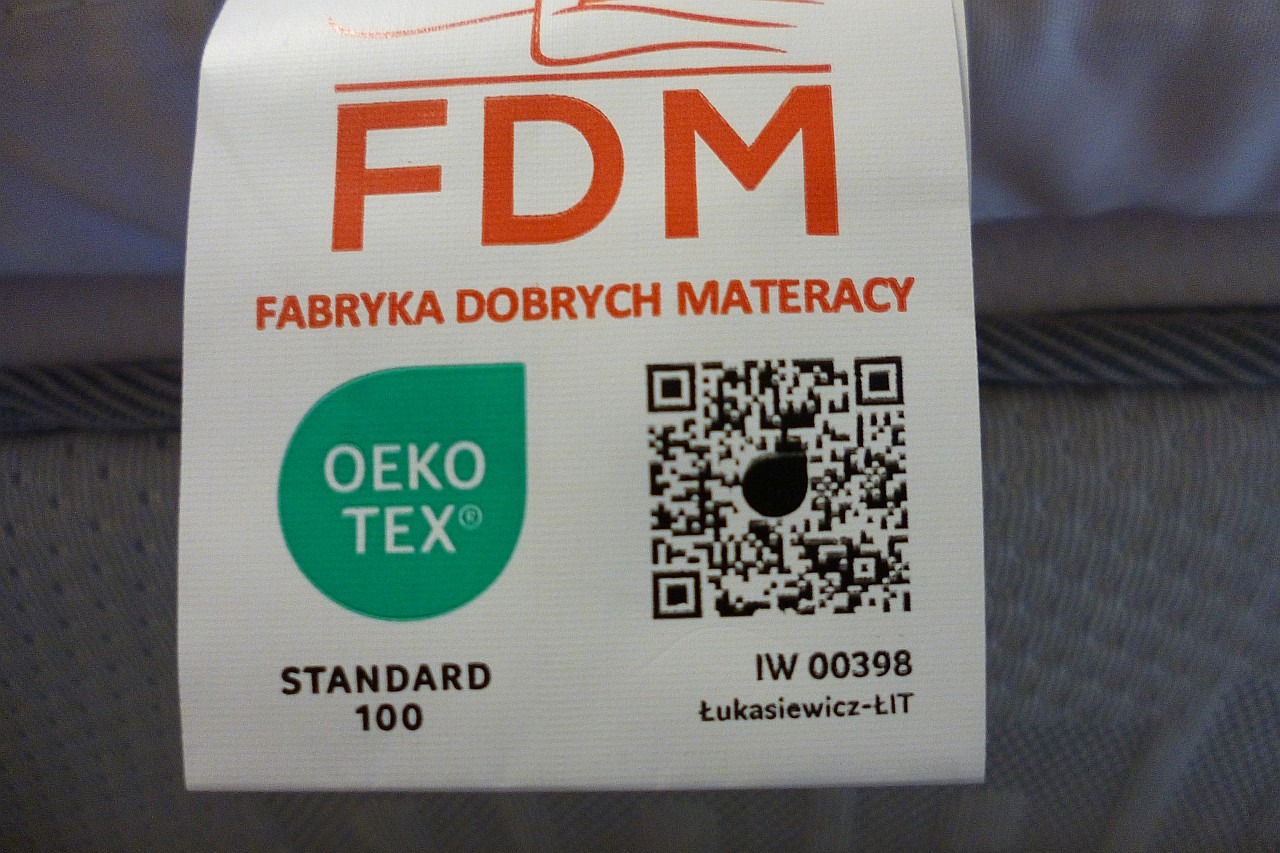 FDM
FABRYKA DOBRYCH MATERACY
OEKO
TEX®
STANDARD
100
IW 00398
Łukasiewicz-ŁIT